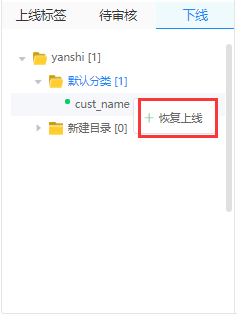 上线标签 待审核 下线
yanshi [1]
默认分类 [1]
cust_name
恢复上线
新建目录 [0]